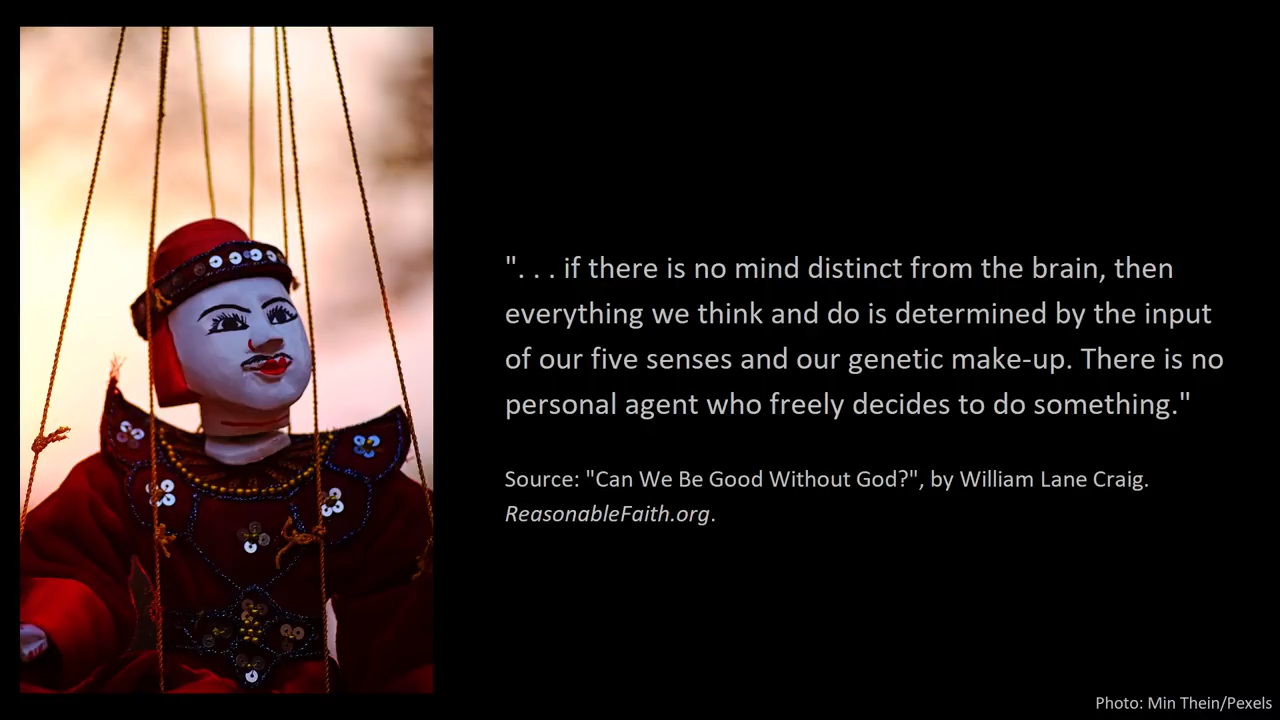 ". . . if there is no mind distinct from the brain, then
everything we think and do is determined by the input
of our five senses and our genetic make-up. There is no
personal agent who freely decides to do something."
Source: "Can We Be Good Without God?", by William Lane Craig.
ReasonableFaith.org.
Photo: Min Thein/Pexels